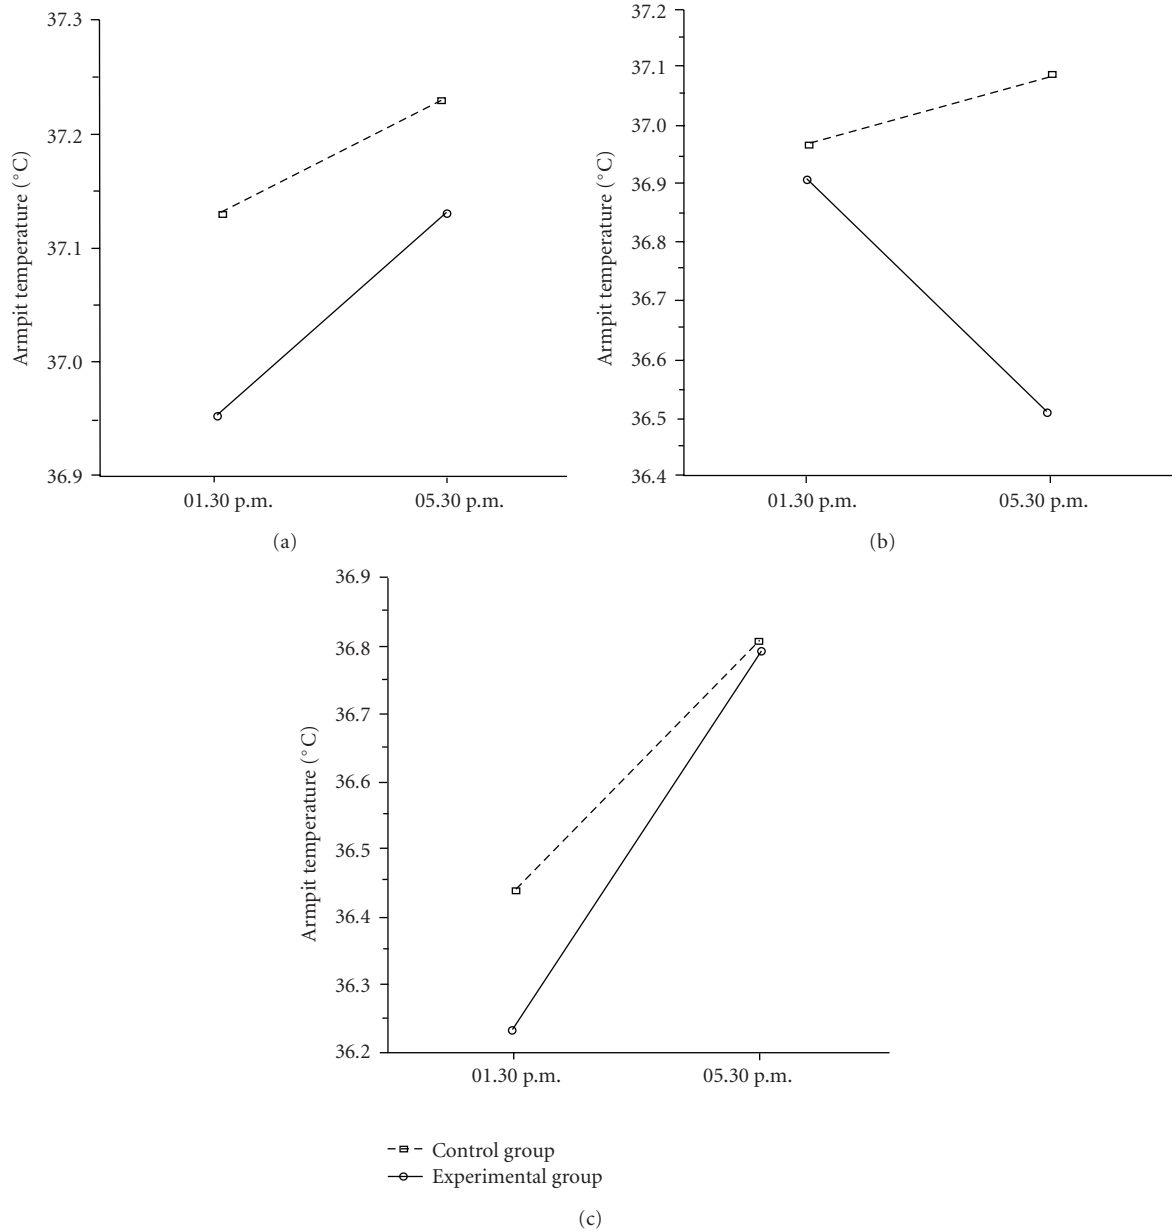 37.3
37.2
37.1
37.0
36.9
Armpit temperature (°C)
01.30 p.m. 05.30 p.m.
(a)
37.2
37.1
37.0
36.9
36.8
36.7
36.6
36.5
36.4
Armpit temperature (°C)
01.30 p.m. 05.30 p.m.
(b)
36.9
36.8
36.7
36.6
36.5
36.4
36.3
36.2
Armpit temperature (°C)
01.30 p.m. 05.30 p.m.
Control group
Experimental group
(c)